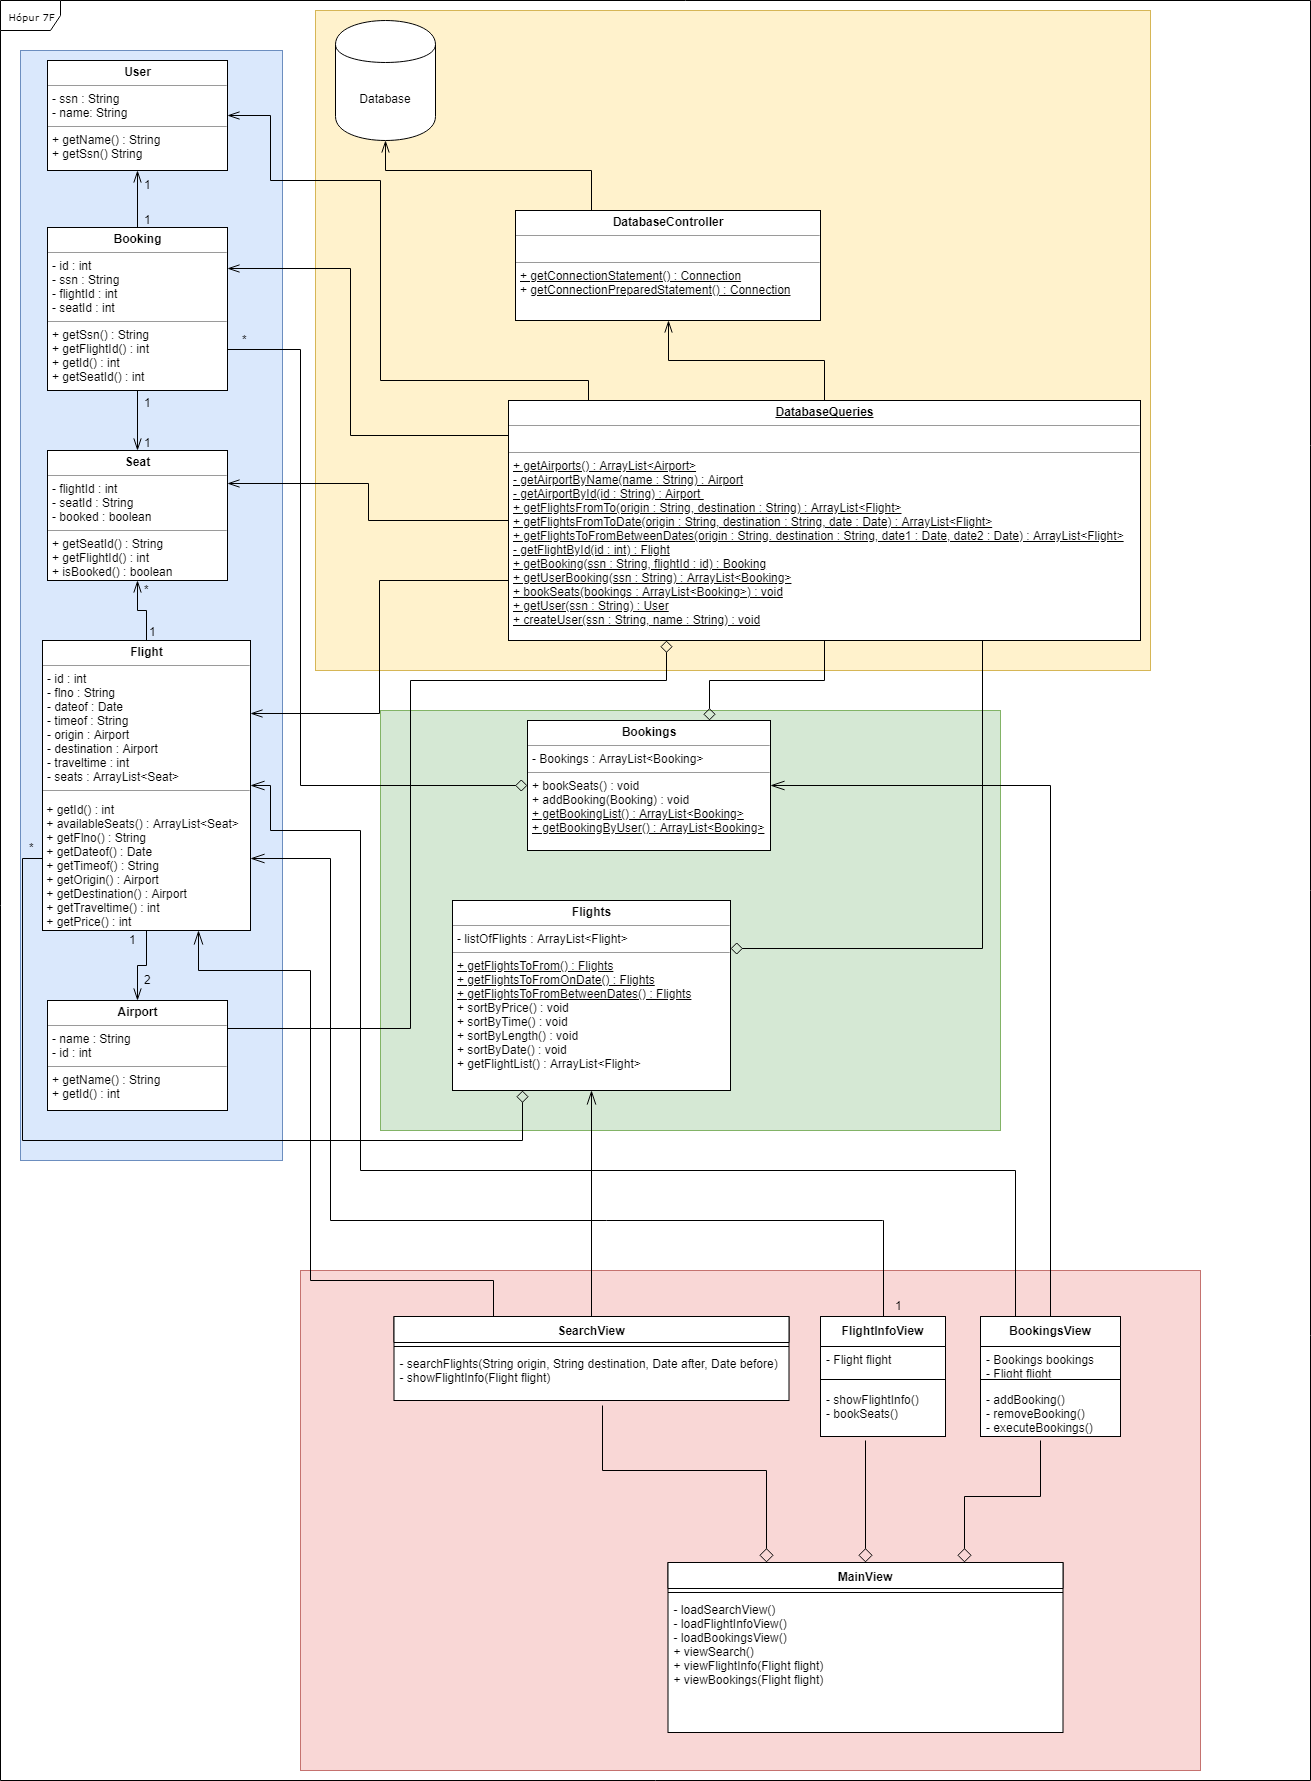 Hópur 7F
User
- ssn : String
- name: String
+ getName() : String
+ getSsn() String
1
1
Booking
- id : int
- ssn : String
- flightId : int
- seatId : int
+ getSsn() : String
+ getFlightId() : int
+ getId() : int
+ getSeatId() : int
*
1
1
Seat
- flightId : int
- seatId : String
- booked : boolean
+ getSeatId() : String
+ getFlightId() : int
+ isBooked() : boolean
*
1
Flight
- id : int
- flno : String
- dateof : Date
- timeof : String
- origin : Airport
- destination : Airport
- traveltime : int
- seats : ArrayList<Seat>
+ getId() : int
+ availableSeats() : ArrayList<Seat>
+ getFlno() : String
+ getDateof() : Date
+ getTimeof() : String
+ getOrigin() : Airport
+ getDestination() : Airport
+ getTraveltime() : int
+ getPrice() : int
*
1
2
Airport
- name : String
- id : int
+ getName() : String
+ getId() : int
Database
DatabaseController
+ getConnectionStatement() : Connection
+ getConnectionPreparedStatement() : Connection
DatabaseQueries
+ getAirports() : ArrayList<Airport>
- getAirportByName(name : String) : Airport
- getAirportById(id : String) : Airport
+ getFlightsFromTo(origin : String, destination : String) : ArrayList<Flight>
+ getFlightsFromToDate(origin : String, destination : String, date : Date) : ArrayList<Flight>
+ getFlightsToFromBetweenDates(origin : String, destination : String, date1 : Date, date2 : Date) : ArrayList<Flight>
- getFlightById(id : int) : Flight
+ getBooking(ssn : String, flightId : id) : Booking
+ getUserBooking(ssn : String) : ArrayList<Booking>
+ bookSeats(bookings : ArrayList<Booking>) : void
+ getUser(ssn : String) : User
+ createUser(ssn : String, name : String) : void
Bookings
- Bookings : ArrayList<Booking>
+ bookSeats() : void
+ addBooking(Booking) : void
+ getBookingList() : ArrayList<Booking>
+ getBookingByUser() : ArrayList<Booking>
Flights
- listOfFlights : ArrayList<Flight>
+ getFlightsToFrom() : Flights
+ getFlightsToFromOnDate() : Flights
+ getFlightsToFromBetweenDates() : Flights
+ sortByPrice() : void
+ sortByTime() : void
+ sortByLength() : void
+ sortByDate() : void
+ getFlightList() : ArrayList<Flight>
SearchView
- searchFlights(String origin, String destination, Date after, Date before)
- showFlightInfo(Flight flight)
1
FlightInfoView
- Flight flight
- showFlightInfo()
- bookSeats()
BookingsView
- Bookings bookings
- Flight flight
- addBooking()
- removeBooking()
- executeBookings()
MainView
- loadSearchView()
- loadFlightInfoView()
- loadBookingsView()
+ viewSearch()
+ viewFlightInfo(Flight flight)
+ viewBookings(Flight flight)